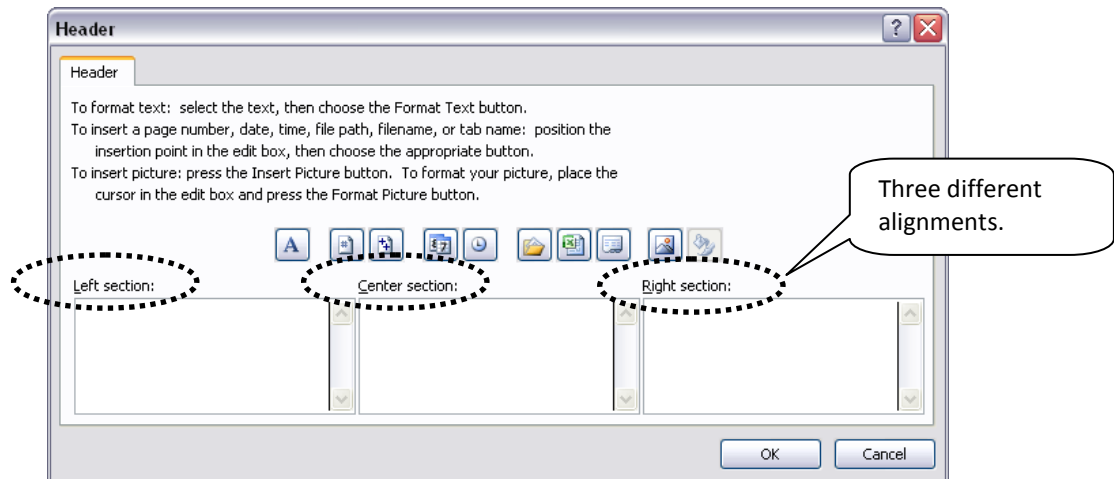 Header
Header
To format text: select the text, then choose the Format Text button.
To insert a page number, date, time, file path, filename, or tab name: position the
insertion point in the edit box, then choose the appropriate button.
To insert picture: press the Insert Picture button. To format your picture, place the
cursor in the edit box and press the Format Picture button.
Three different
alignments.
A
Left section:
Center section:
Right section:
OK
Cancel